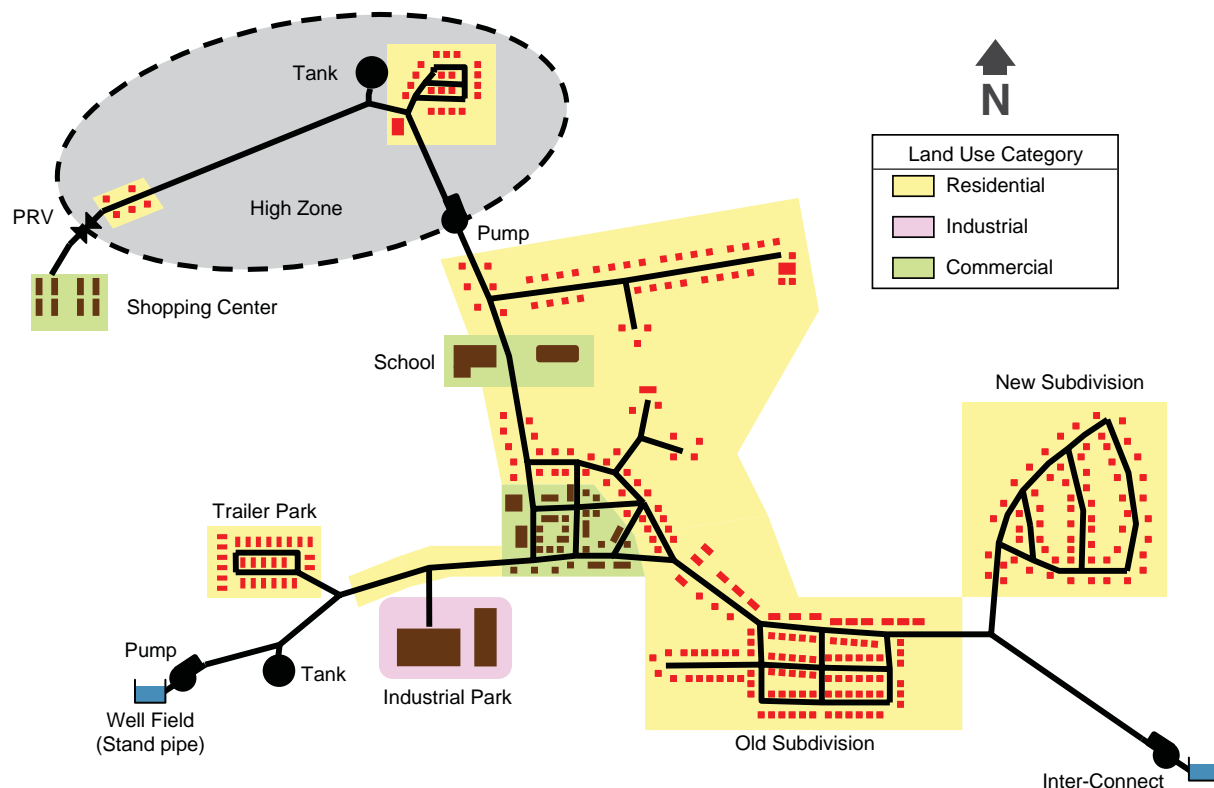 Tank
N
Land Use Category
Residential
Industrial
Commercial
High Zone
PRV
Pump
Shopping Center
School
New Subdivision
Trailer Park
Pump
Tank
Industrial Park
Well Field
(Stand pipe)
Old Subdivision
Inter-Connect